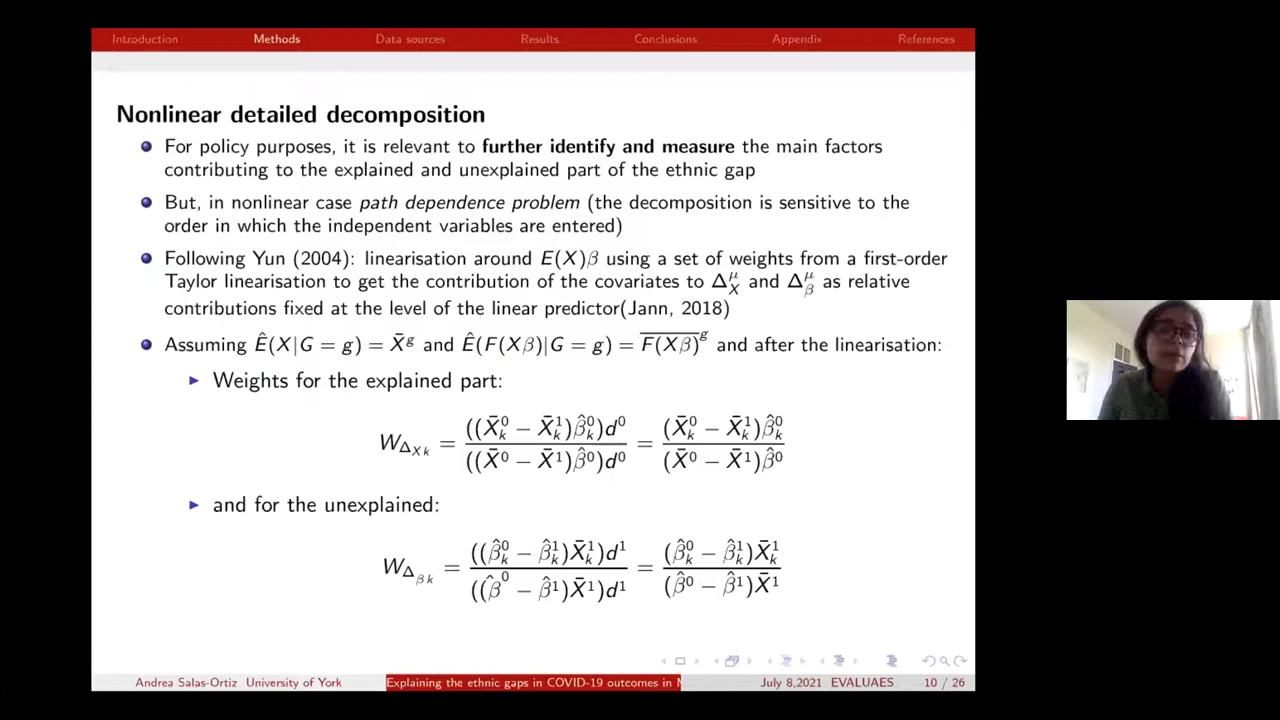 Introduction Methods Data sources Results Conclusions Appendix References
Nonlinear detailed decomposition
For policy purposes, it is relevant to further identify and measure the main factors
contributing to the explained and unexplained part of the ethnic gap
But, in nonlinear case path dependence problem (the decomposition is sensitive to the
order in which the independent variables are entered)
Following Yun (2004): linearisation around E(X)β using a set of weights from a first-order
Taylor linearisation to get the contribution of the covariates to Δ^μ_X and Δ^μ_β as relative
contributions fixed at the level of the linear predictor(Jann, 2018)
Assuming Ê(X|G = g) = X̄^g and Ê(F(Xβ)|G = g) = \overline{F(Xβ)}^g and after the linearisation:
Weights for the explained part:
W_{Δ_{Xk}} = ((X̄⁰_k − X̄¹_k)β̂⁰_k)d⁰ / ((X̄⁰ − X̄¹)β̂⁰)d⁰ = (X̄⁰_k − X̄¹_k)β̂⁰_k / (X̄⁰ − X̄¹)β̂⁰
and for the unexplained:
W_{Δ_{βk}} = ((β̂⁰_k − β̂¹_k)X̄¹_k)d¹ / ((β̂⁰ − β̂¹)X̄¹)d¹ = (β̂⁰_k − β̂¹_k)X̄¹_k / (β̂⁰ − β̂¹)X̄¹
Andrea Salas-Ortiz University of York Explaining the ethnic gaps in COVID-19 outcomes in July 8,2021 EVALUAES 10 / 26